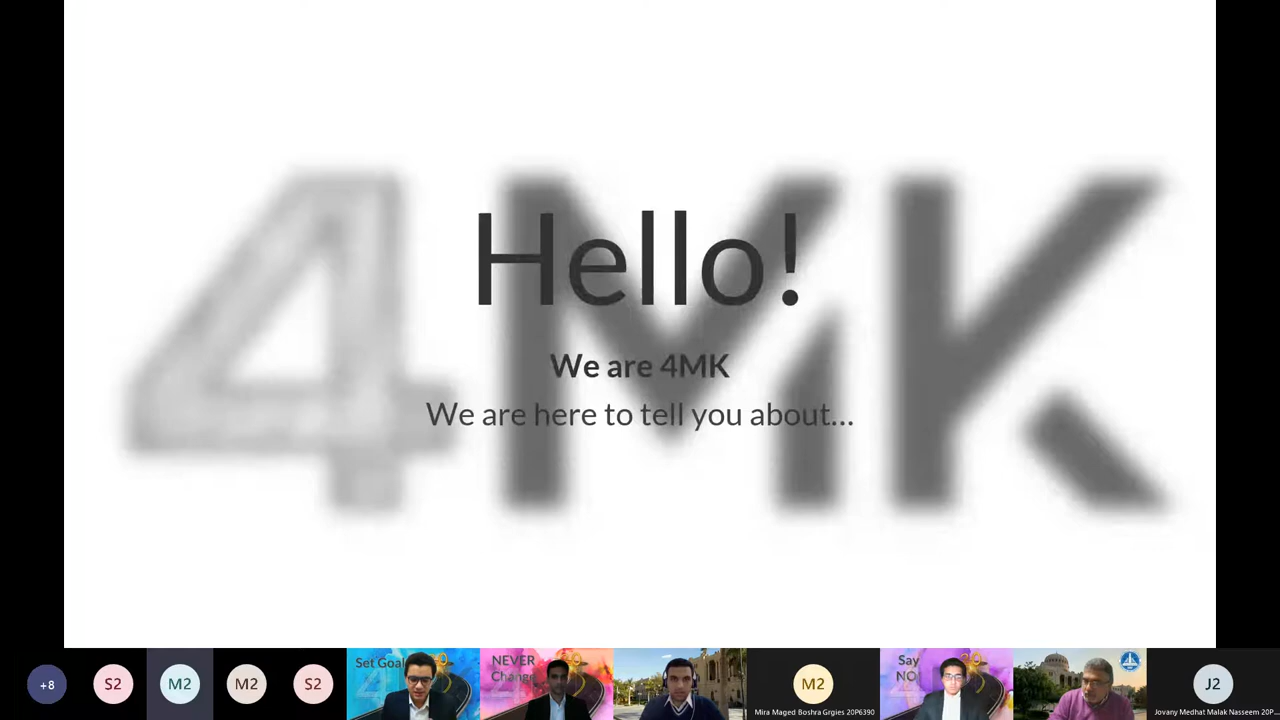 4MK
Hello!
We are 4MK
We are here to tell you about...
+8
S2
M2
M2
S2
Set Goal
NEVER
Change
M2
Mira Maged Boshra Grgies 20P6390
Say
NO
J2
Jovany Medhat Malak Nasseem 20P...